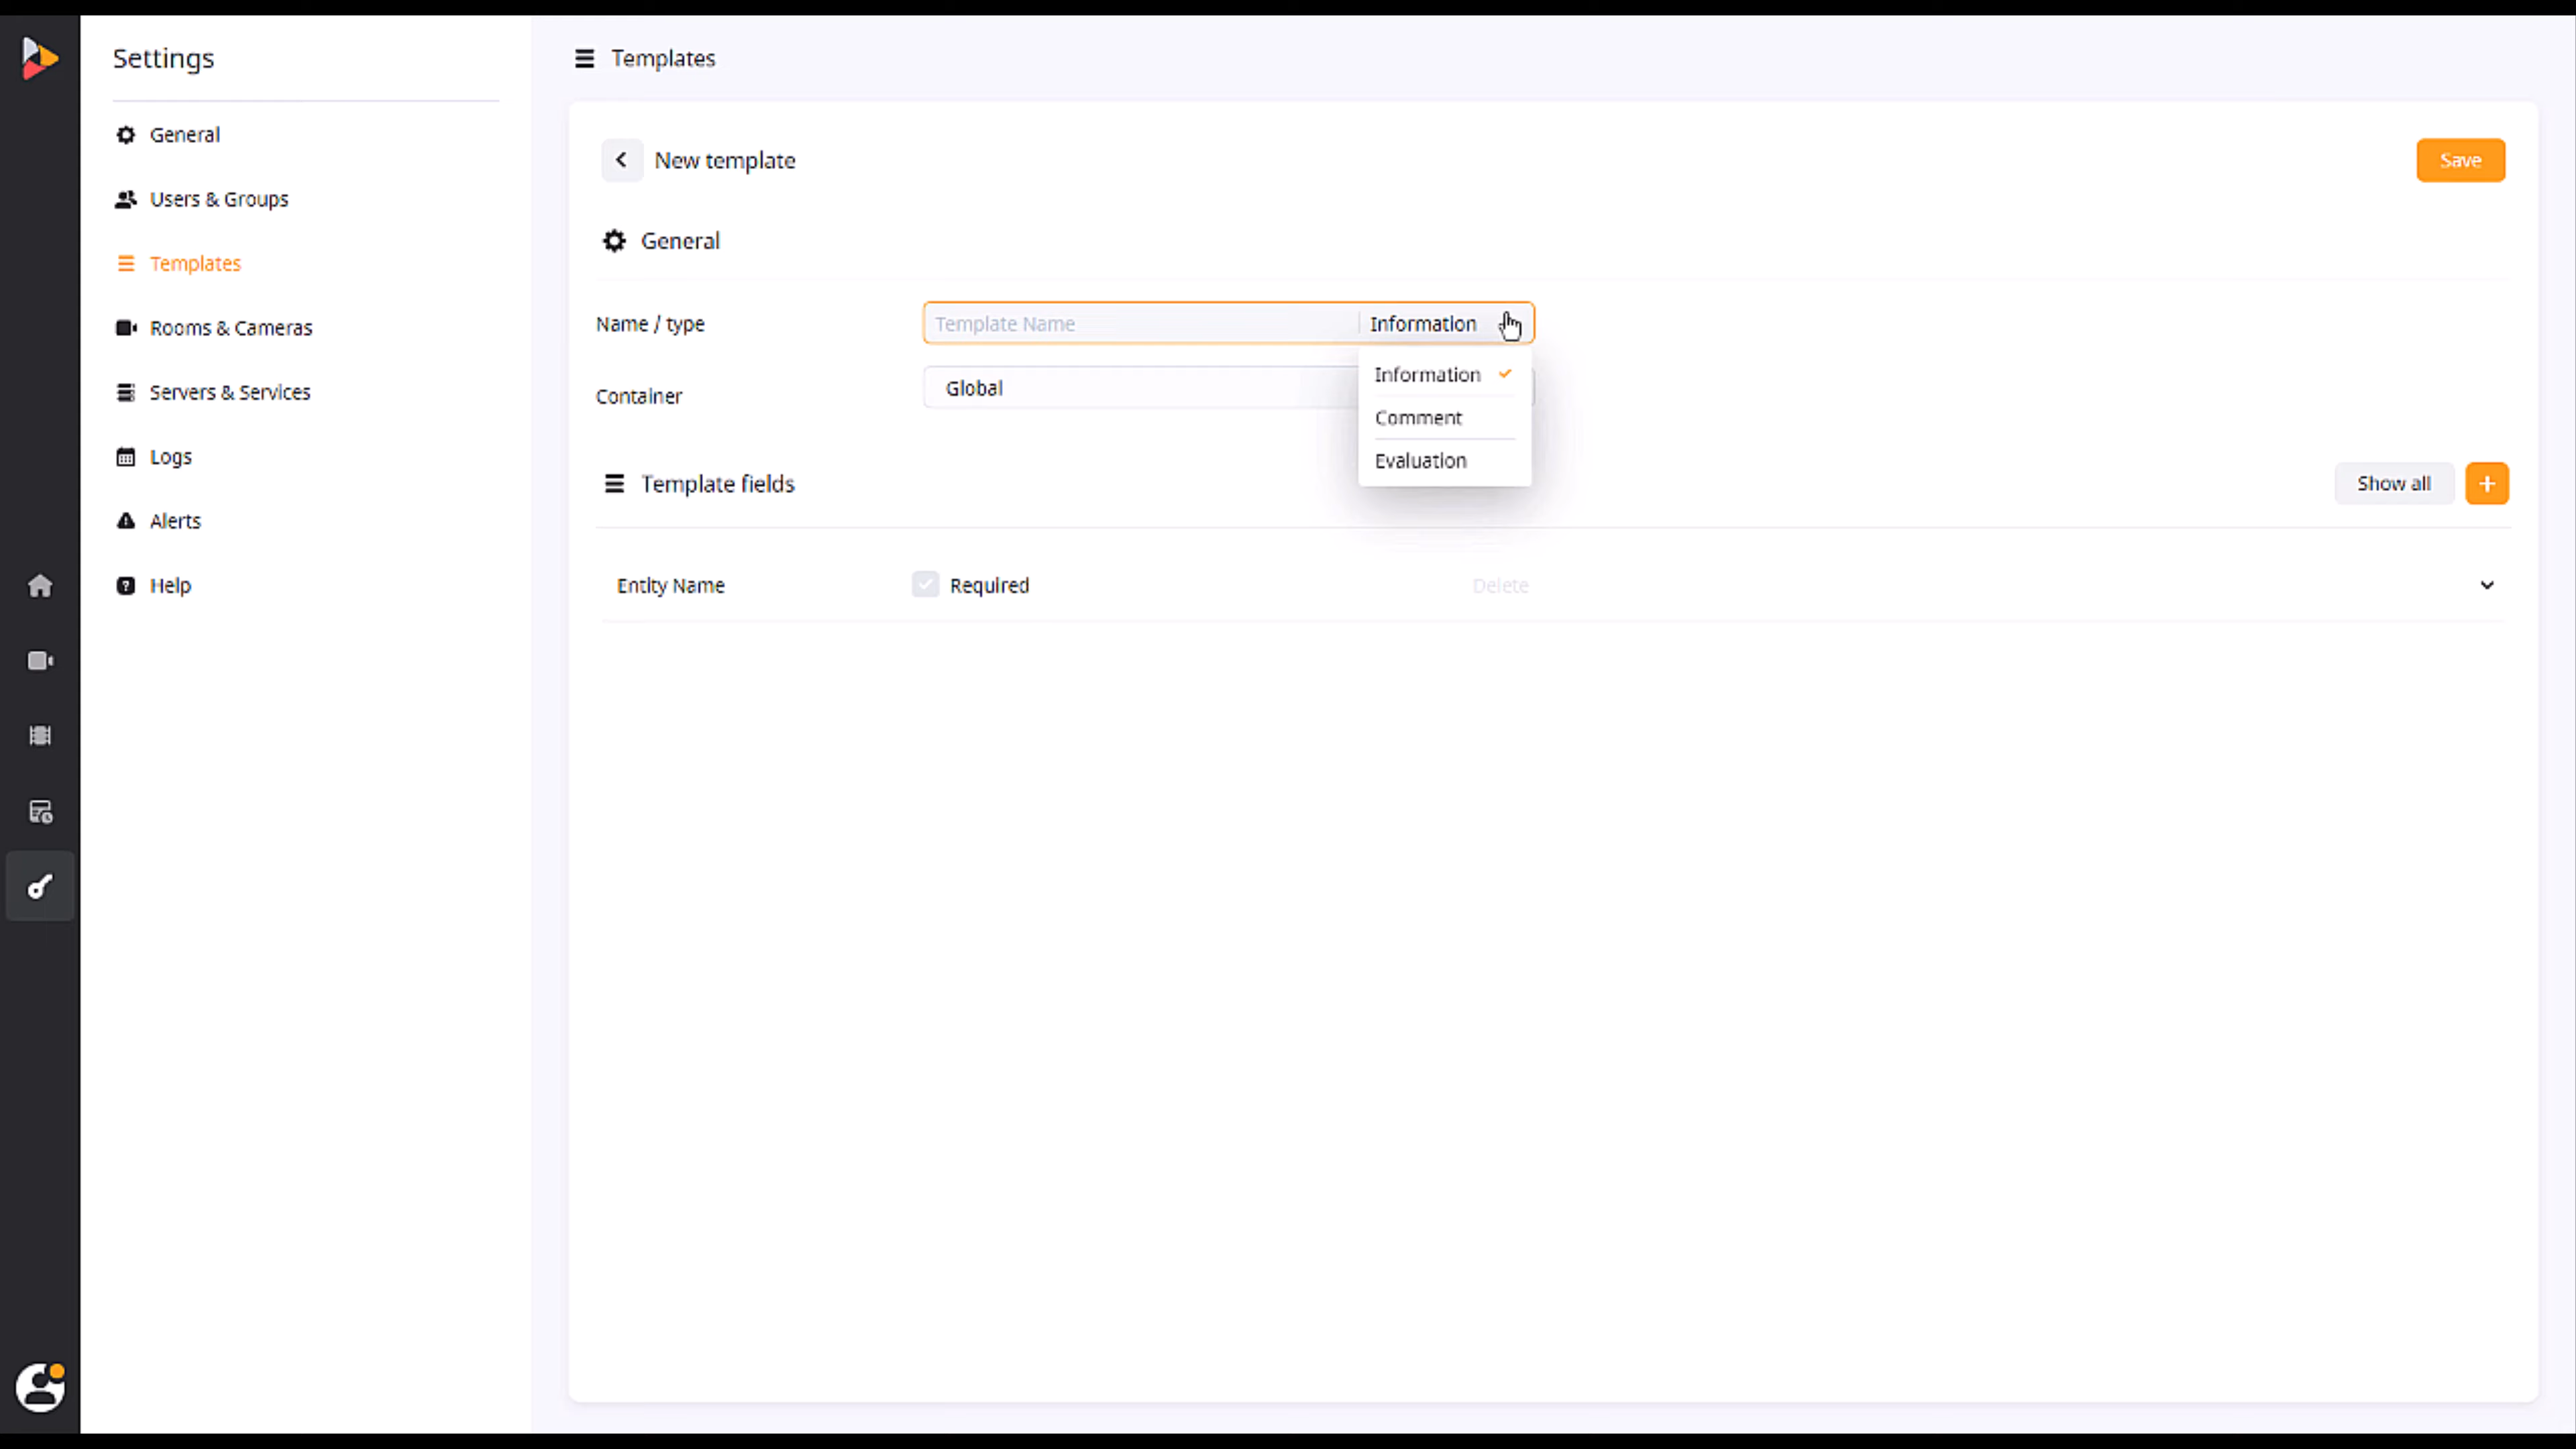 Settings
General
Users & Groups
Templates
Rooms & Cameras
Servers & Services
Logs
Alerts
Help
Templates
New template
Save
General
Name / type
Template Name
Information
Information
Comment
Evaluation
Container
Global
Template fields
Show all
Entity Name
Required
Delete